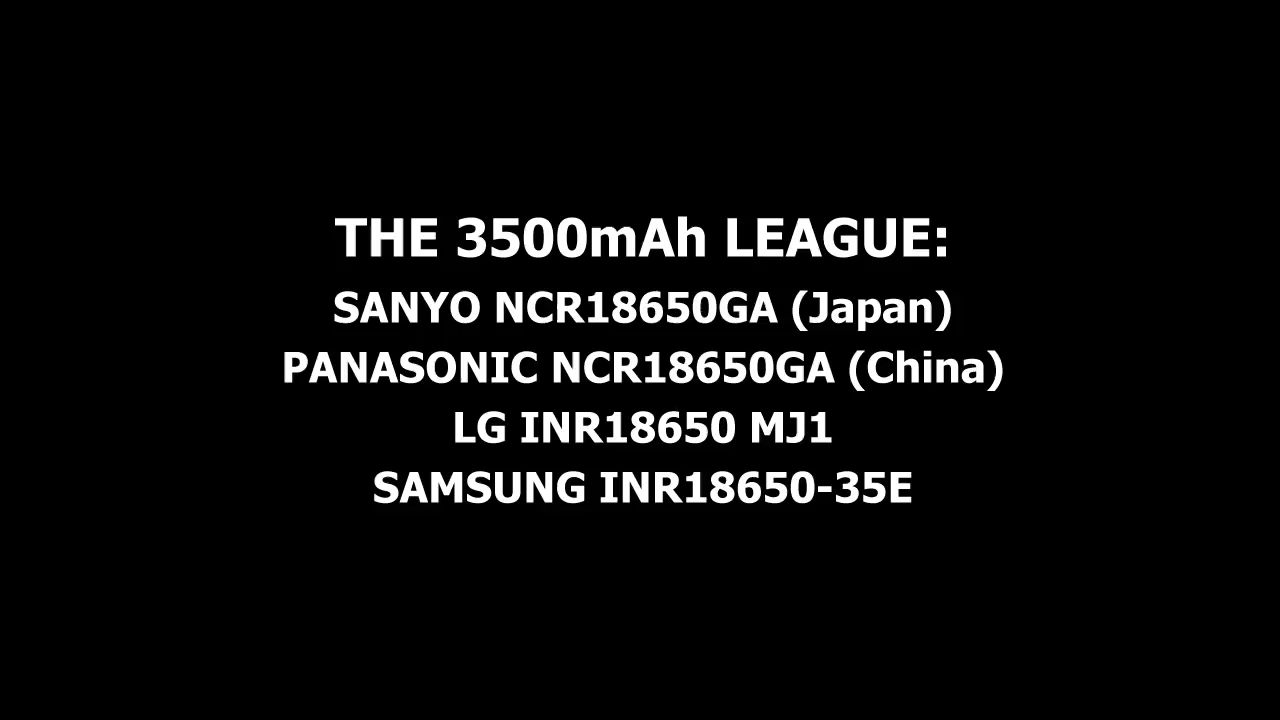 THE 3500mAh LEAGUE:
SANYO NCR18650GA (Japan)
PANASONIC NCR18650GA (China)
LG INR18650 MJ1
SAMSUNG INR18650-35E